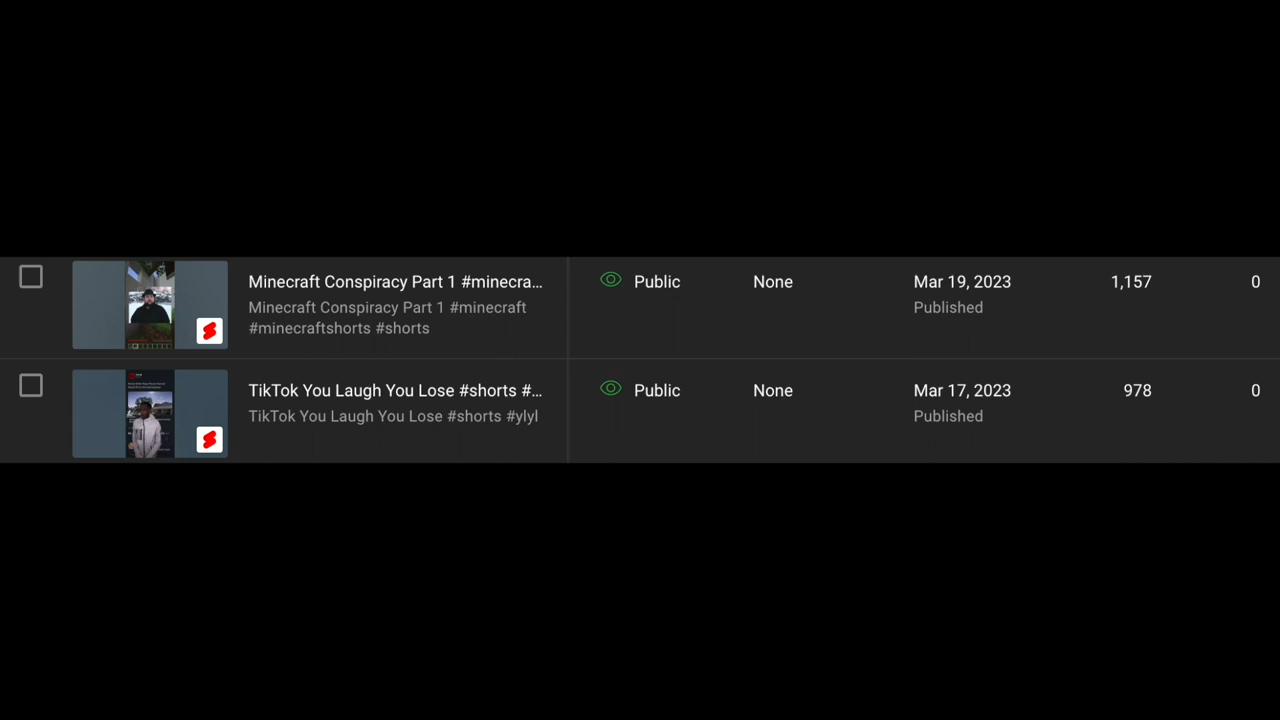 Minecraft Conspiracy Part 1 #minecra... Public None Mar 19, 2023 1,157 0
Minecraft Conspiracy Part 1 #minecraft Published
#minecraftshorts #shorts
TikTok You Laugh You Lose #shorts #... Public None Mar 17, 2023 978 0
TikTok You Laugh You Lose #shorts #ylyl Published